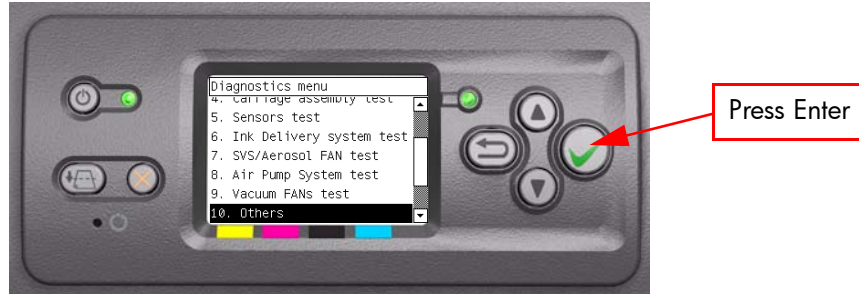 Diagnostics menu
4. Carriage assembly test
5. Sensors test
6. Ink Delivery system test
7. SVS/Aerosol FAN test
8. Air Pump System test
9. Vacuum FANs test
10. Others
Press Enter